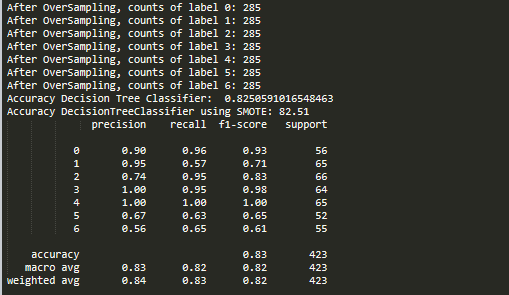 After OverSampling, counts of label 0: 285
After OverSampling, counts of label 1: 285
After OverSampling, counts of label 2: 285
After OverSampling, counts of label 3: 285
After OverSampling, counts of label 4: 285
After OverSampling, counts of label 5: 285
After OverSampling, counts of label 6: 285
Accuracy Decision Tree Classifier:  0.8250591016548463
Accuracy DecisionTreeClassifier using SMOTE: 82.51
precision recall f1-score support
0 0.90 0.96 0.93 56
1 0.95 0.57 0.71 65
2 0.74 0.95 0.83 66
3 1.00 0.95 0.98 64
4 1.00 1.00 1.00 65
5 0.67 0.63 0.65 52
6 0.56 0.65 0.61 55
accuracy 0.83 423
macro avg 0.83 0.82 0.82 423
weighted avg 0.84 0.83 0.82 423